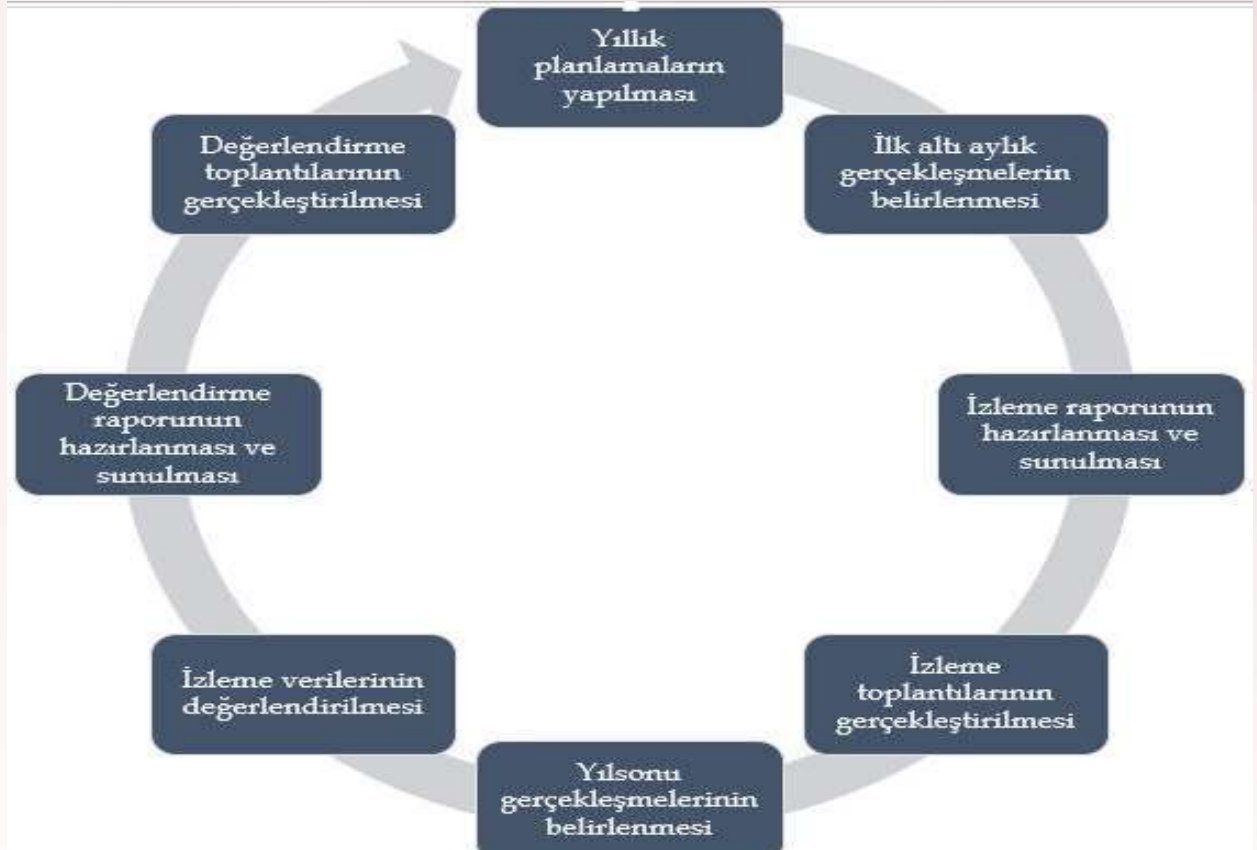 Yıllık
planlamaların
yapılması
İlk altı aylık
gerçekleşmelerin
belirlenmesi
İzleme raporunun
hazırlanması ve
sunulması
İzleme
toplantılarının
gerçekleştirilmesi
Yılsonu
gerçekleşmelerinin
belirlenmesi
İzleme verilerinin
değerlendirilmesi
Değerlendirme
raporunun
hazırlanması ve
sunulması
Değerlendirme
toplantılarının
gerçekleştirilmesi